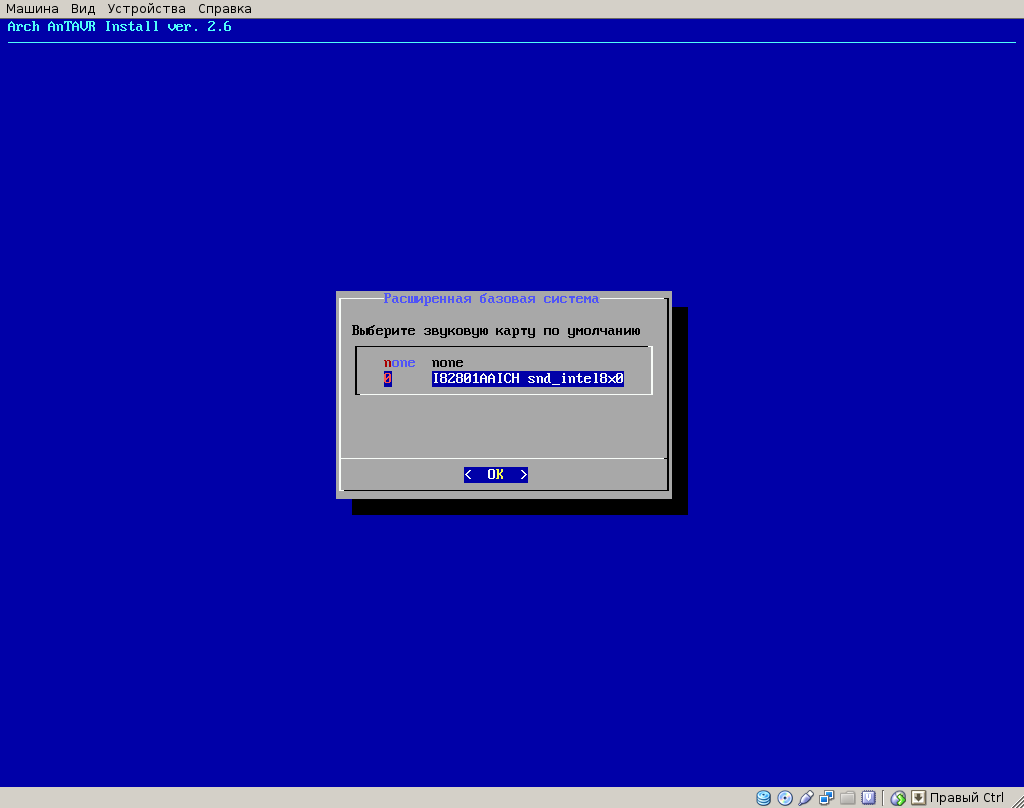 Машина Вид Устройства Справка
Arch AnTAVR Install ver. 2.6
Расширенная базовая система
Выберите звуковую карту по умолчанию
none none
0 I82801AAICH snd_intel8x0
< OK >
Правый Ctrl